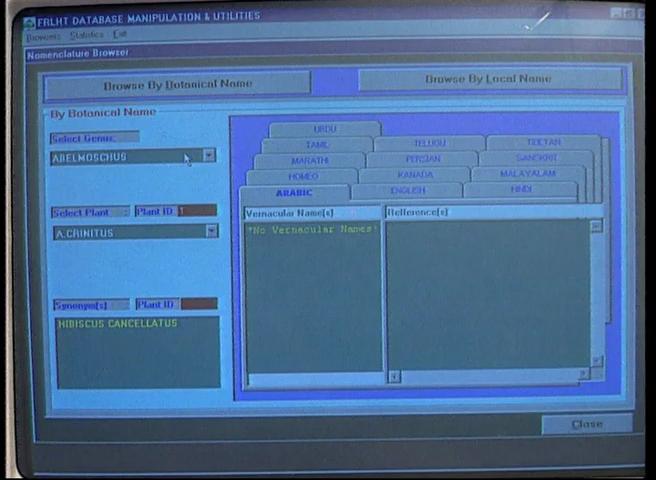 FRLHT DATABASE MANIPULATION & UTILITIES
Browsers Statistics Exit
Nomenclature Browser
Browse By Botanical Name
Browse By Local Name
By Botanical Name
Select Genus:
ABELMOSCHUS
Select Plant : Plant ID 1
A.CRINITUS
Synonym[s] Plant ID
HIBISCUS CANCELLATUS
URDU
TAMIL TELUGU TIBETAN
MARATHI PERSIAN SANSKRIT
HOMEO KANADA MALAYALAM
ARABIC ENGLISH HINDI
Vernacular Name[s] Refference[s]
*No Vernacular Names*
Close